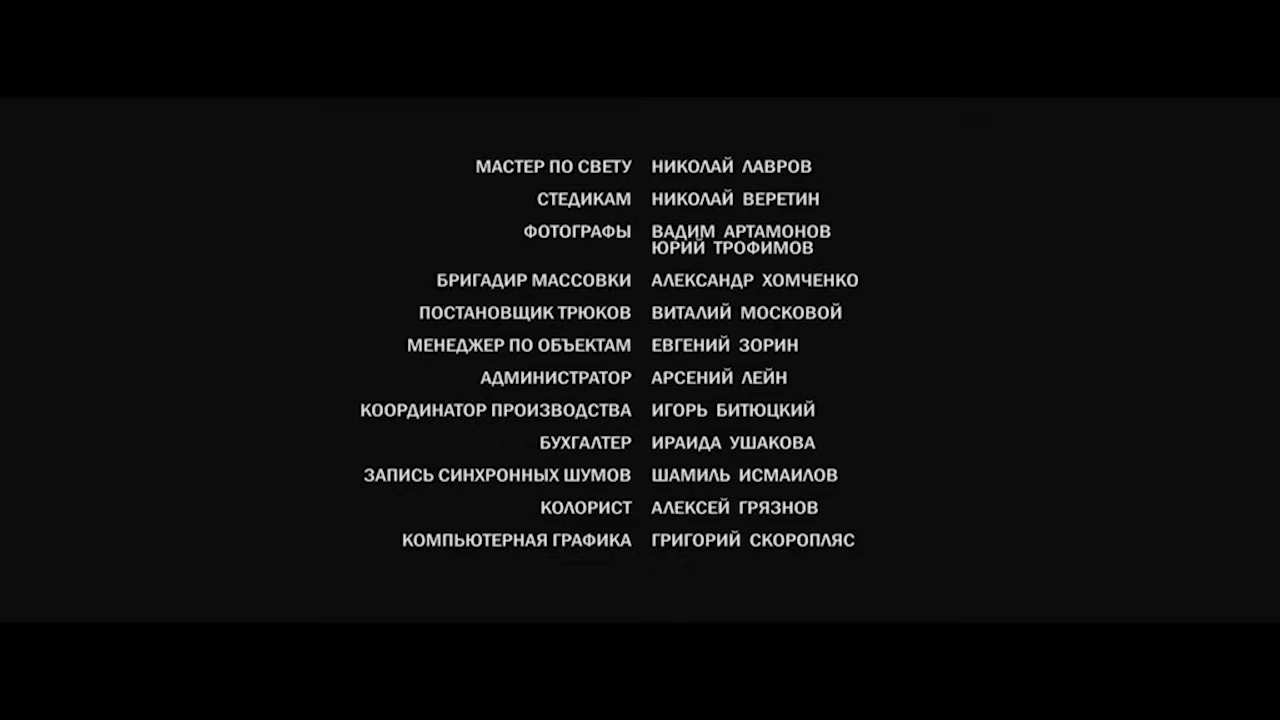 МАСТЕР ПО СВЕТУ НИКОЛАЙ ЛАВРОВ
СТЕДИКАМ НИКОЛАЙ ВЕРЕТИН
ФОТОГРАФЫ ВАДИМ АРТАМОНОВ
ЮРИЙ ТРОФИМОВ
БРИГАДИР МАССОВКИ АЛЕКСАНДР ХОМЧЕНКО
ПОСТАНОВЩИК ТРЮКОВ ВИТАЛИЙ МОСКОВОЙ
МЕНЕДЖЕР ПО ОБЪЕКТАМ ЕВГЕНИЙ ЗОРИН
АДМИНИСТРАТОР АРСЕНИЙ ЛЕЙН
КООРДИНАТОР ПРОИЗВОДСТВА ИГОРЬ БИТЮЦКИЙ
БУХГАЛТЕР ИРАИДА УШАКОВА
ЗАПИСЬ СИНХРОННЫХ ШУМОВ ШАМИЛЬ ИСМАИЛОВ
КОЛОРИСТ АЛЕКСЕЙ ГРЯЗНОВ
КОМПЬЮТЕРНАЯ ГРАФИКА ГРИГОРИЙ СКОРОПЛЯС